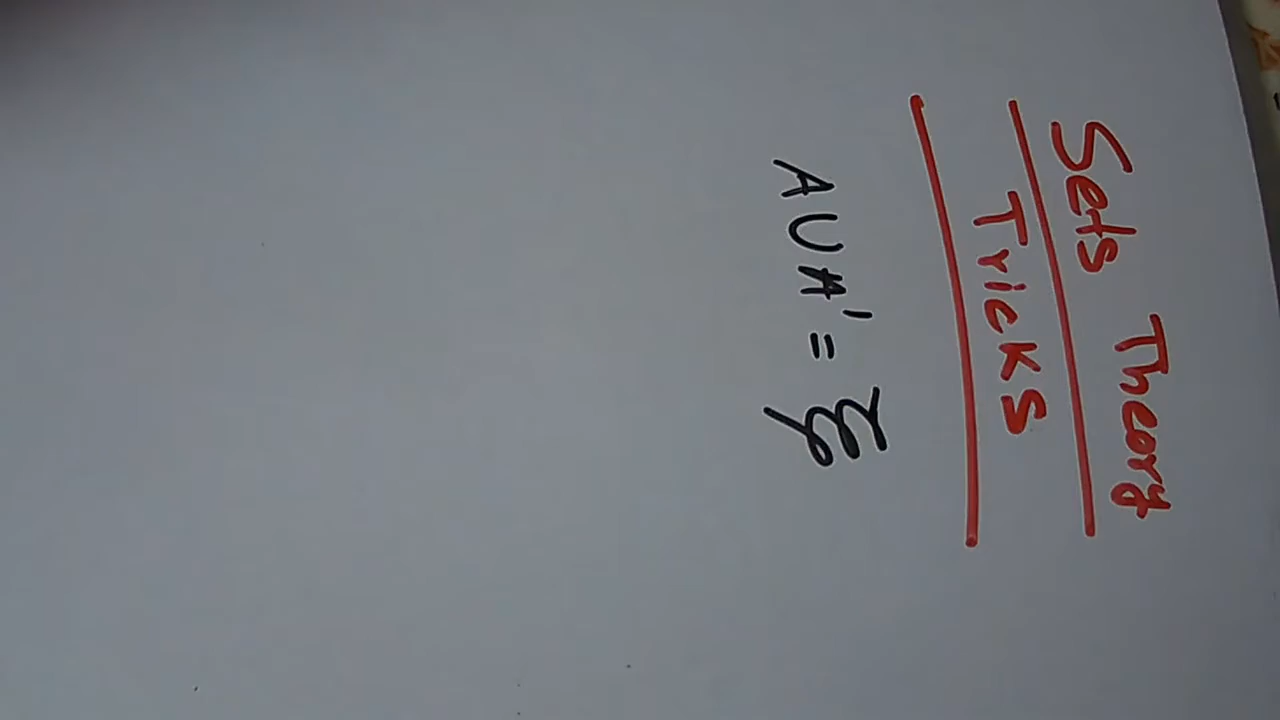 Sets Theory
Tricks
A ∪ A' = ξ